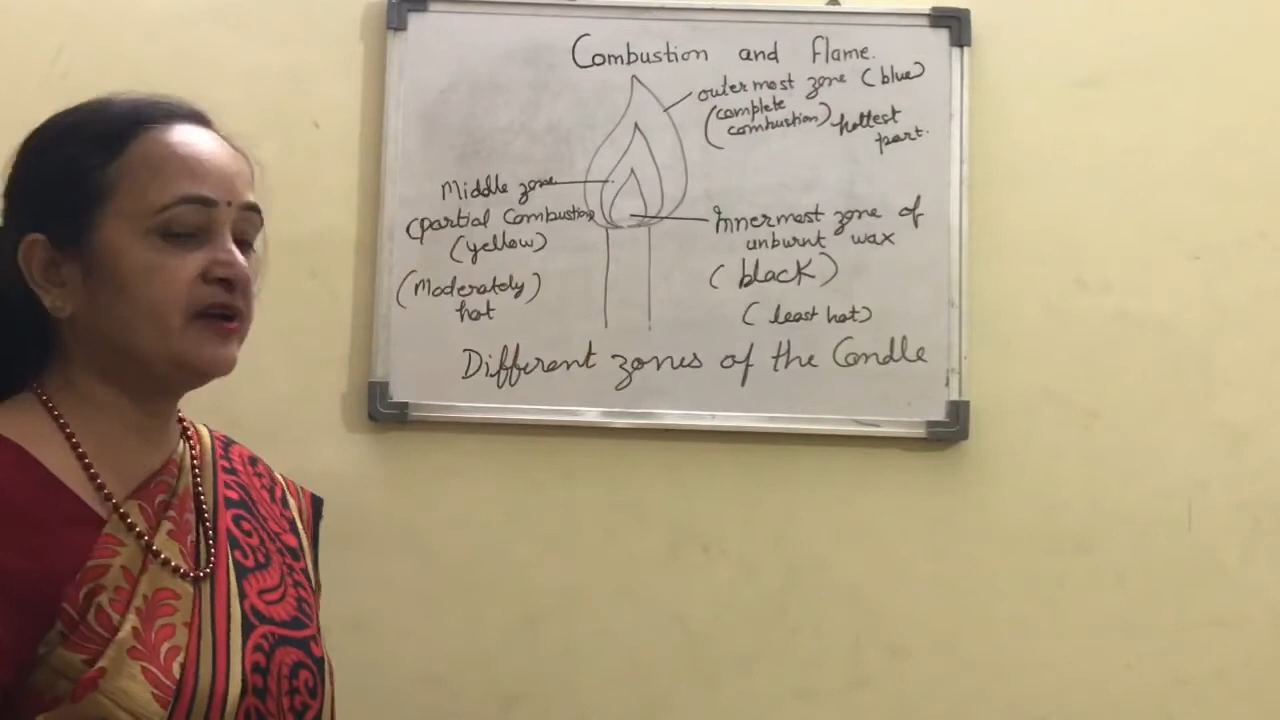 Combustion and Flame.
outermost zone (blue)
(complete combustion) hottest part.
Middle zone
(partial Combustion)
(yellow)
(Moderately)
hot
Innermost zone of
unburnt wax
(black)
(least hot)
Different zones of the Candle